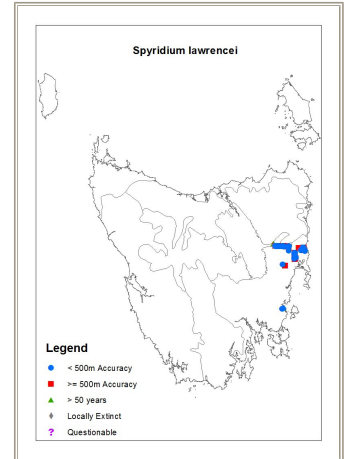 Spyridium lawrencei
Legend
< 500m Accuracy
>= 500m Accuracy
> 50 years
Locally Extinct
? Questionable